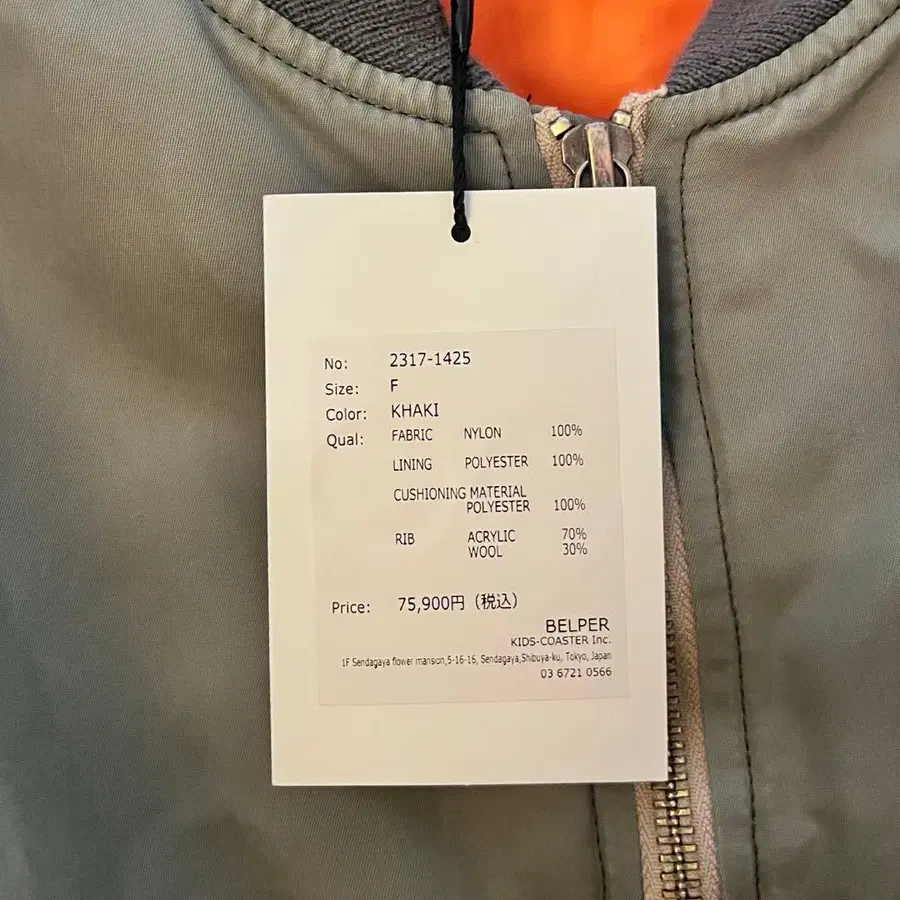 No: 2317-1425
Size: F
Color: KHAKI
Qual: FABRIC NYLON 100%
LINING POLYESTER 100%
CUSHIONING MATERIAL
POLYESTER 100%
RIB ACRYLIC 70%
WOOL 30%
Price: 75,900円（税込）
BELPER
KIDS-COASTER Inc.
1F Sendagaya flower mansion,5-16-16, Sendagaya,Shibuya-ku, Tokyo, Japan
03 6721 0566